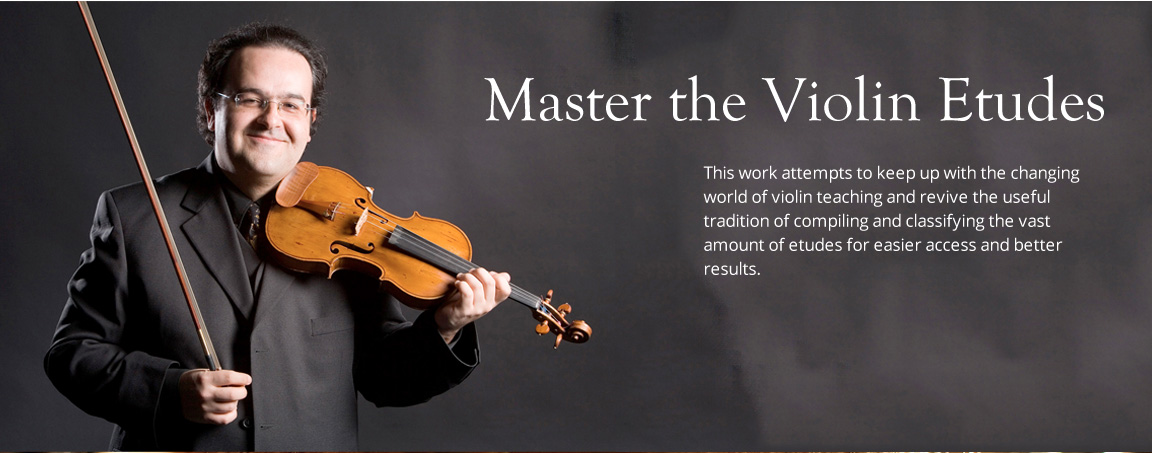 Master the Violin Etudes
This work attempts to keep up with the changing
world of violin teaching and revive the useful
tradition of compiling and classifying the vast
amount of etudes for easier access and better
results.